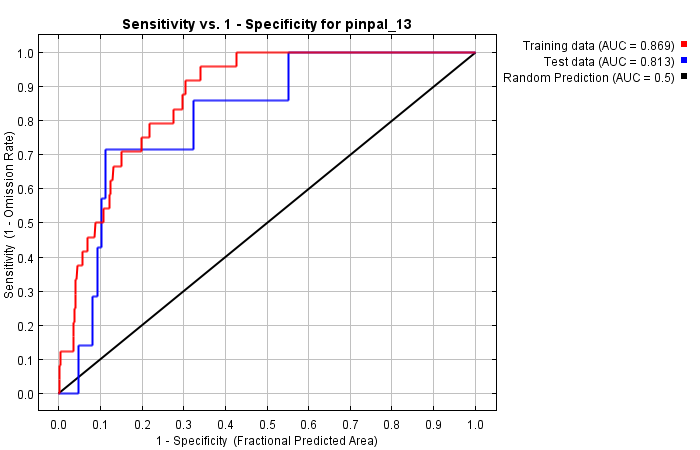 Sensitivity vs. 1 - Specificity for pinpal_13
Training data (AUC = 0.869)
Test data (AUC = 0.813)
Random Prediction (AUC = 0.5)
Sensitivity (1 - Omission Rate)
1.0
0.9
0.8
0.7
0.6
0.5
0.4
0.3
0.2
0.1
0.0
0.0 0.1 0.2 0.3 0.4 0.5 0.6 0.7 0.8 0.9 1.0
1 - Specificity (Fractional Predicted Area)